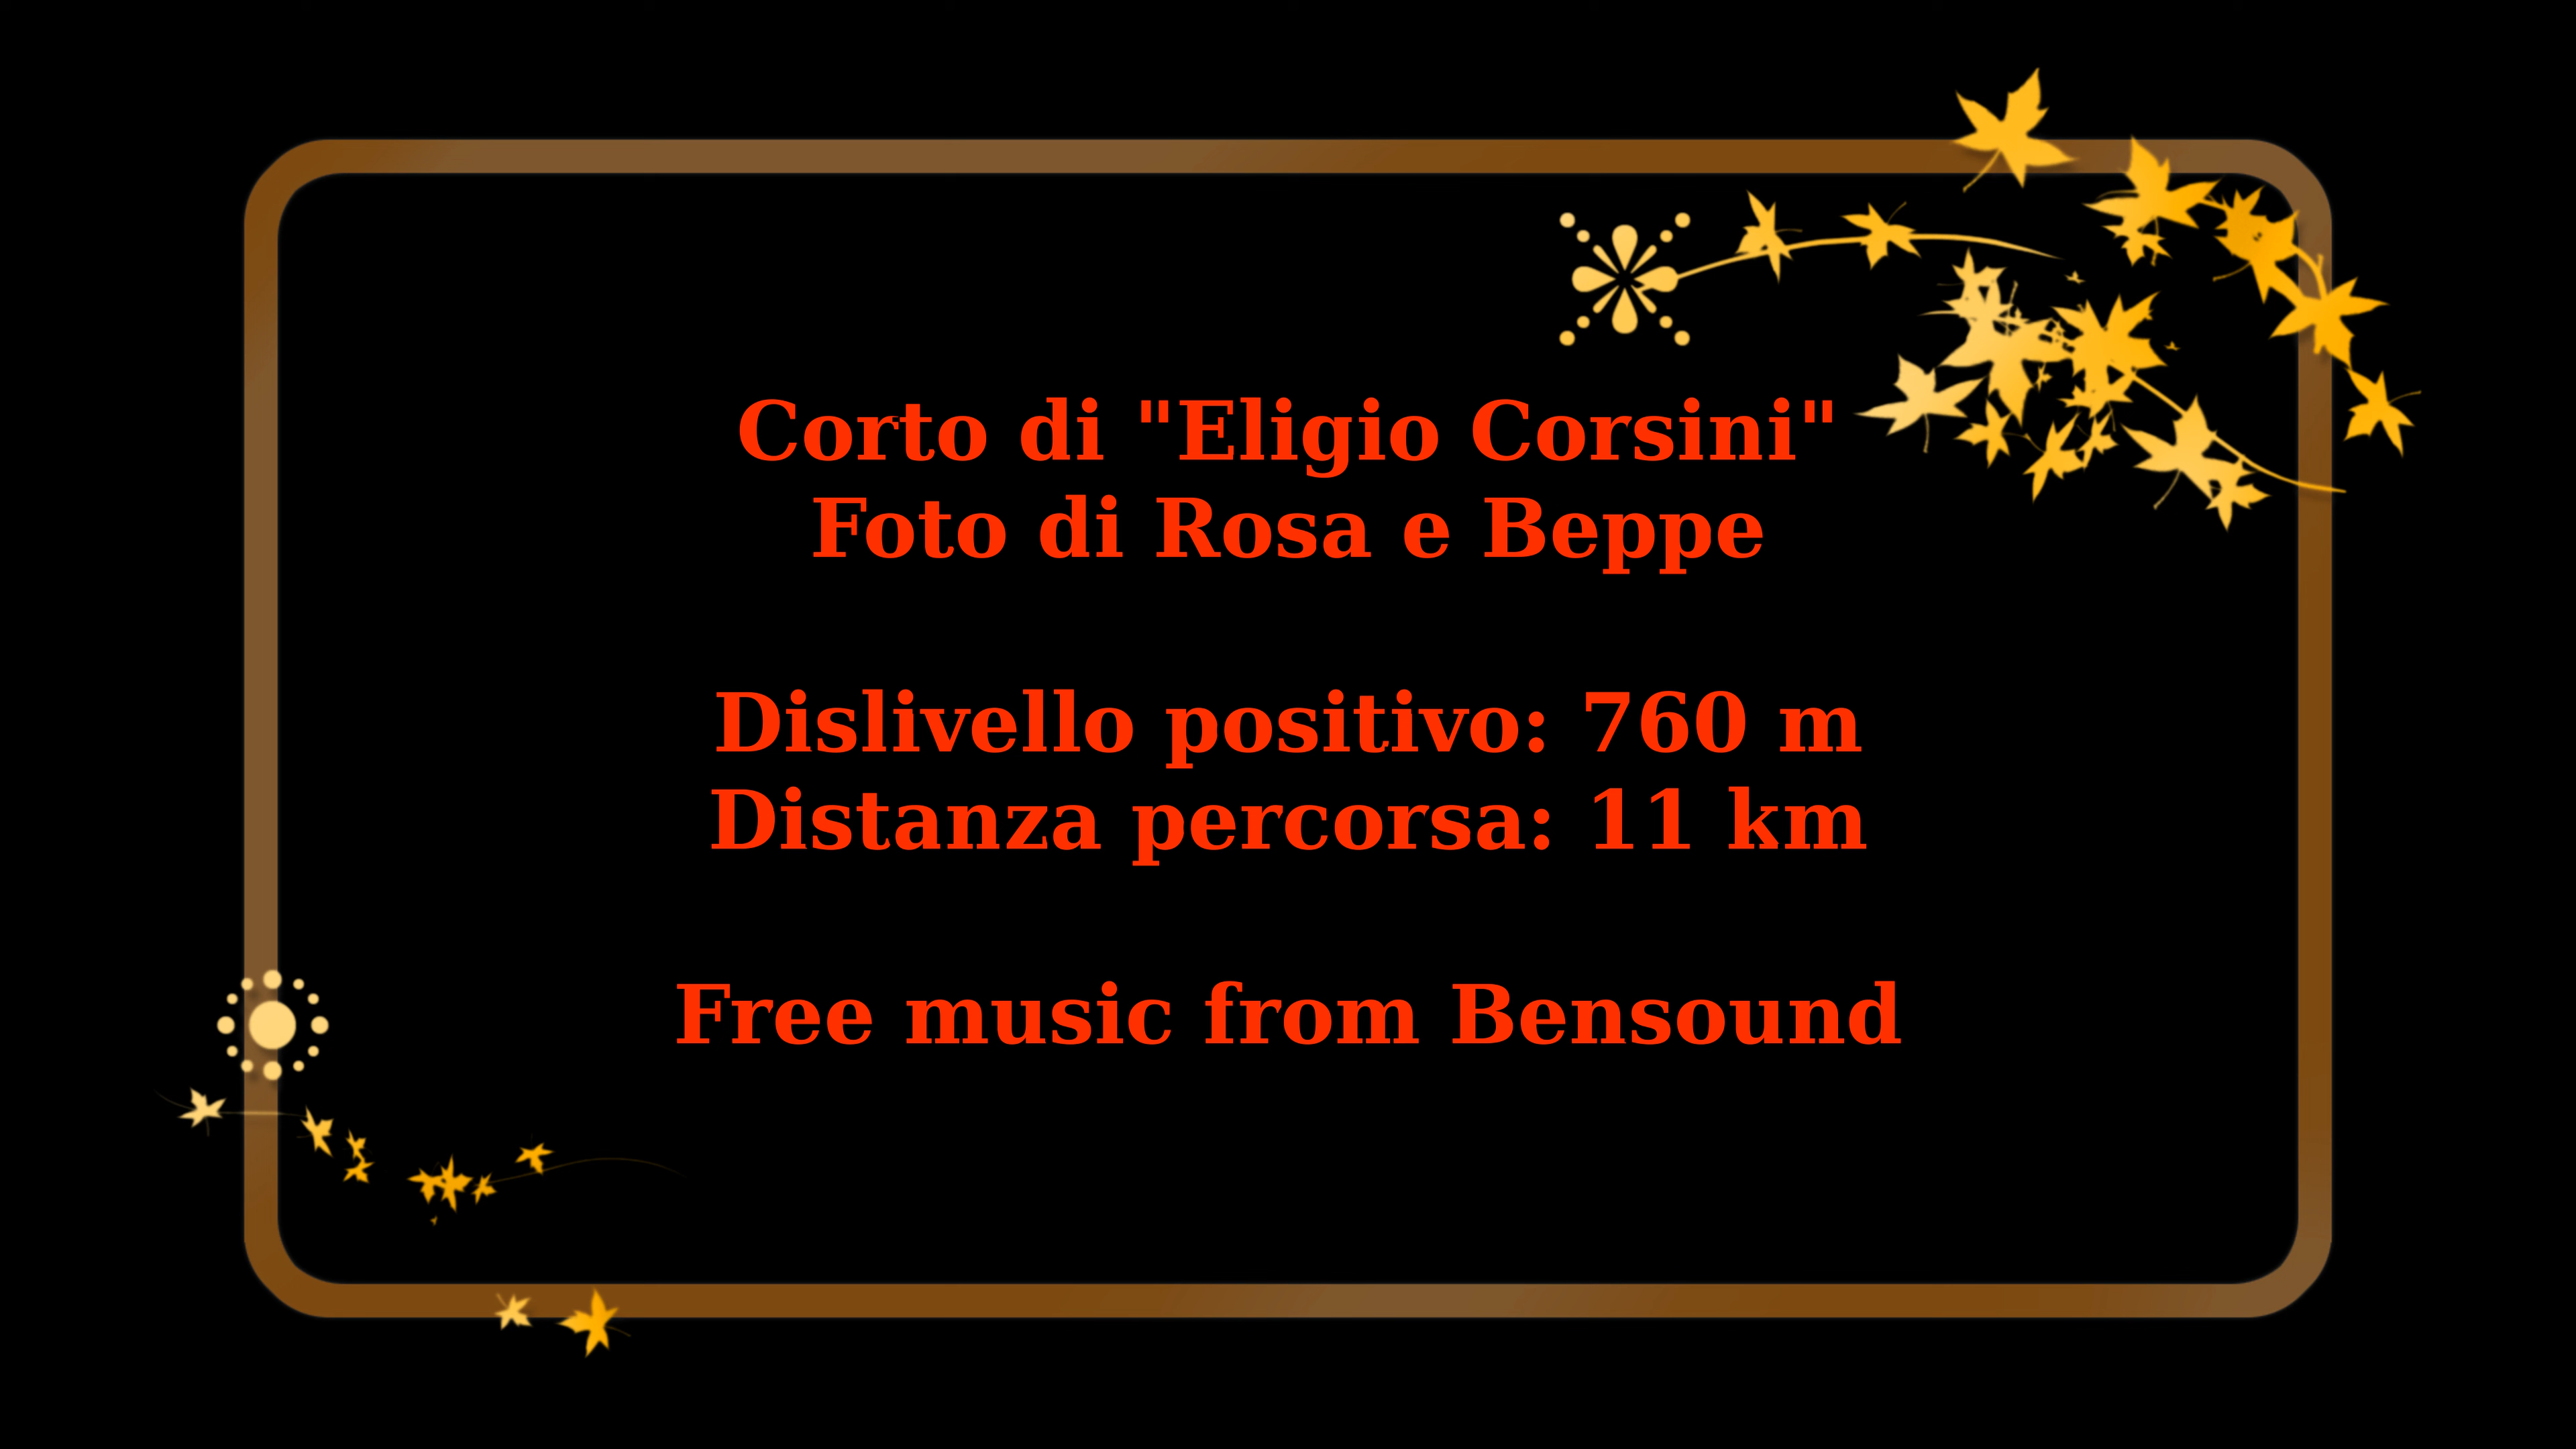 Corto di "Eligio Corsini"
Foto di Rosa e Beppe
Dislivello positivo: 760 m
Distanza percorsa: 11 km
Free music from Bensound